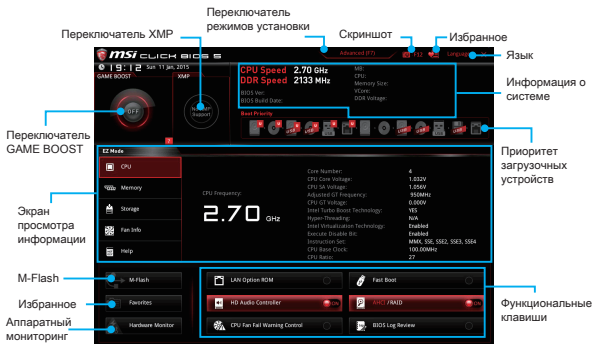 Переключатель
режимов установки
Переключатель XMP
Скриншот
Избранное
Язык
msi CLICK BIOS 5
Advanced (F7)
F12
Language
X
19:12 Sun 11 Jan, 2015
GAME BOOST
XMP
OFF
No XMP
Support
CPU Speed 2.70 GHz
DDR Speed 2133 MHz
BIOS Ver:
BIOS Build Date:
MB:
CPU:
Memory Size:
VCore:
DDR Voltage:
Информация о
системе
Boot Priority
Переключатель
GAME BOOST
Приоритет
загрузочных
устройств
EZ Mode
CPU
Memory
Storage
Fan Info
Help
CPU Frequency:
2.70 GHz
Core Number: 4
CPU Core Voltage: 1.032V
CPU SA Voltage: 1.056V
Adjusted GT Frequency: 950MHz
CPU GT Voltage: 0.000V
Intel Turbo Boost Technology: YES
Hyper-Threading: N/A
Intel Virtualization Technology: Enabled
Execute Disable Bit: Enabled
Instruction Set: MMX, SSE, SSE2, SSE3, SSE4
CPU Base Clock: 100.00MHz
CPU Ratio: 27
Экран
просмотра
информации
M-Flash
Избранное
Аппаратный
мониторинг
M-Flash
Favorites
Hardware Monitor
LAN Option ROM
Fast Boot
HD Audio Controller
ON
AHCI /RAID
ON
CPU Fan Fail Warning Control
BIOS Log Review
Функциональные
клавиши